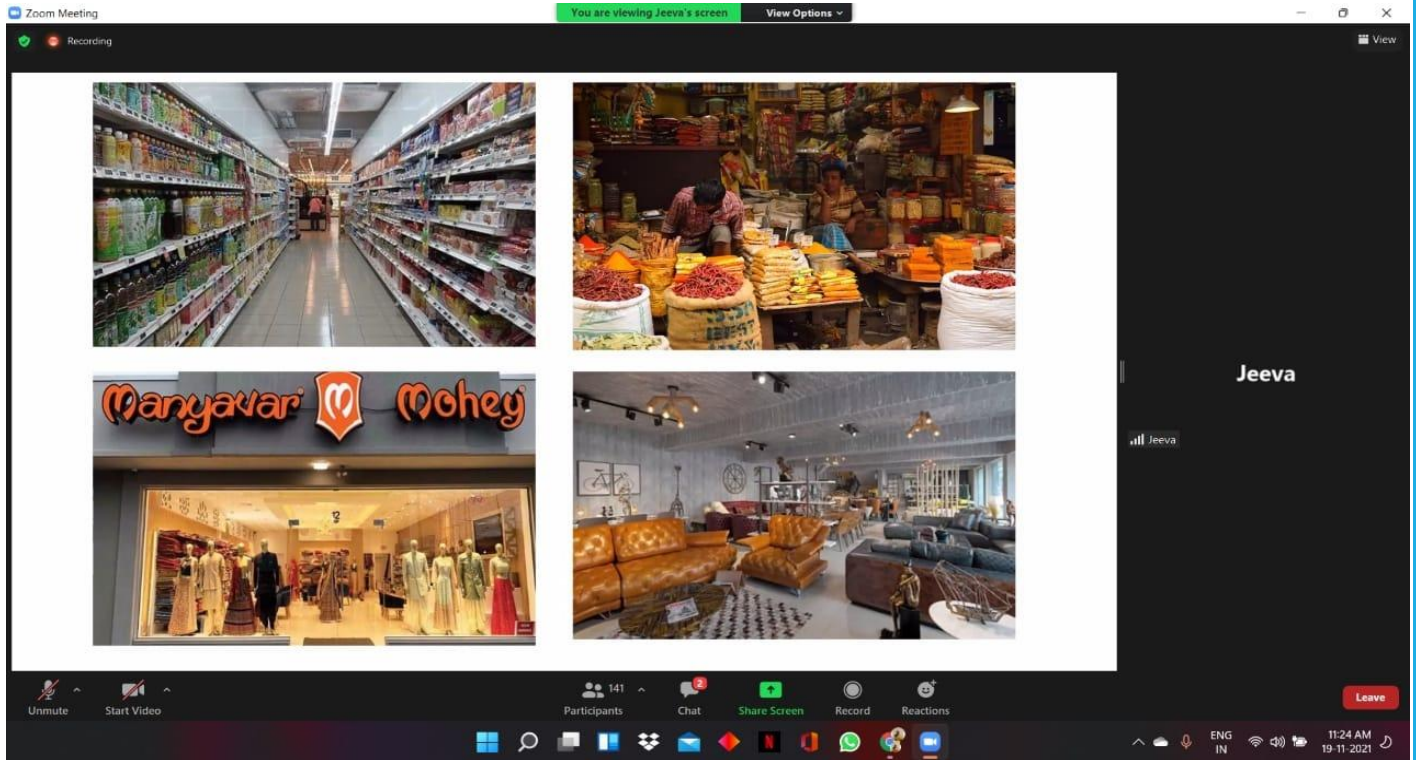 Zoom Meeting
You are viewing Jeeva's screen View Options
Recording
View
Manyavar Mohey
Jeeva
Jeeva
Unmute
Start Video
141
Participants
2
Chat
Share Screen
Record
Reactions
Leave
ENG
IN
11:24 AM
19-11-2021